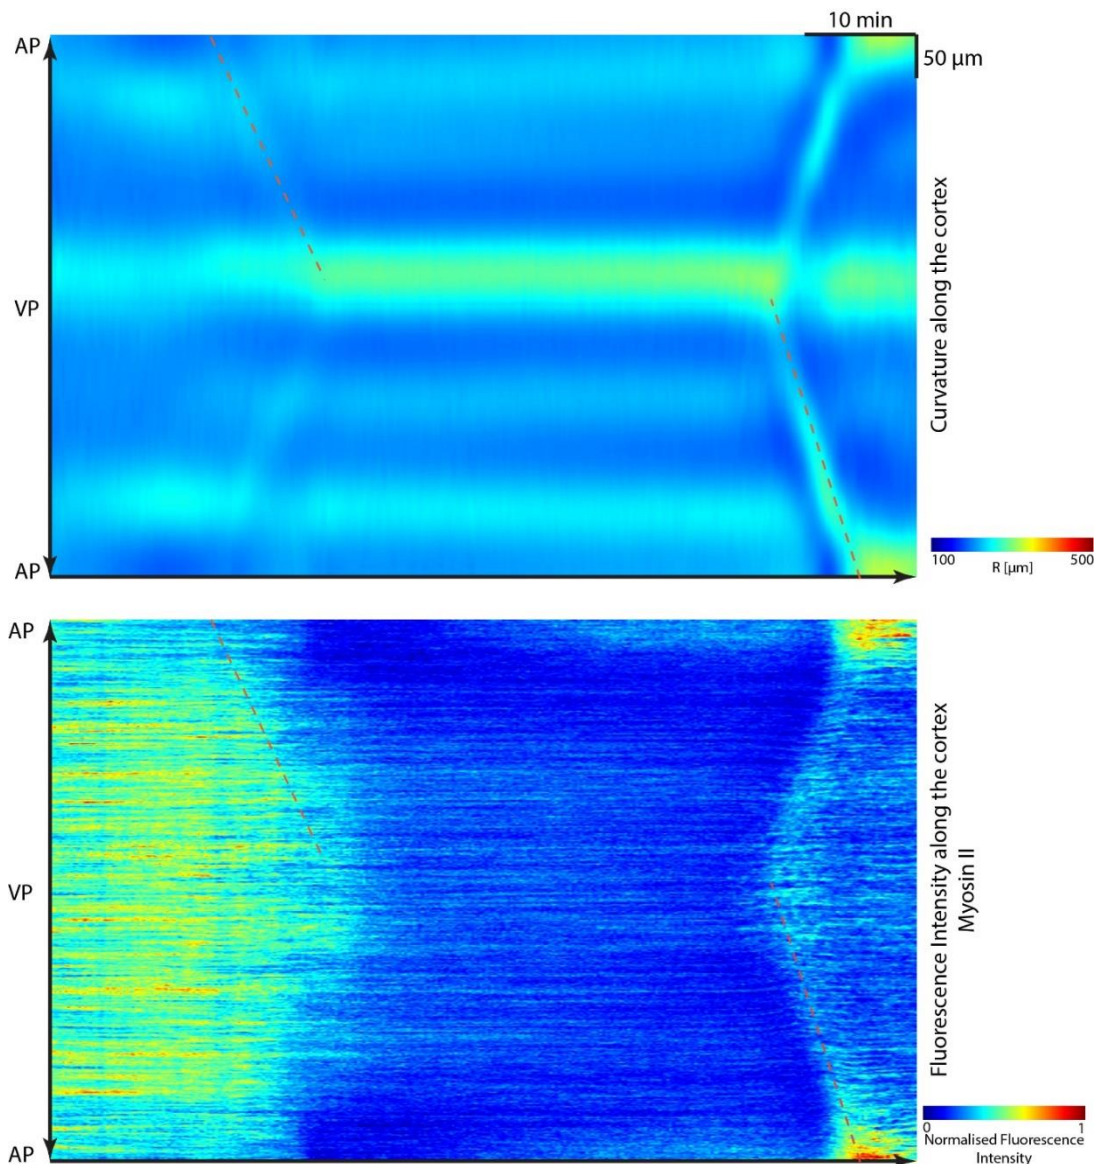 10 min
AP
50 μm
VP
Curvature along the cortex
AP
100 500
R [μm]
AP
VP
Fluorescence Intensity along the cortex
Myosin II
AP
0 1
Normalised Fluorescence
Intensity